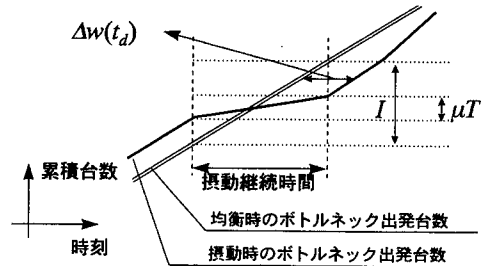 Δw(t_d)
I
μT
累積台数
摂動継続時間
均衡時のボトルネック出発台数
時刻
摂動時のボトルネック出発台数